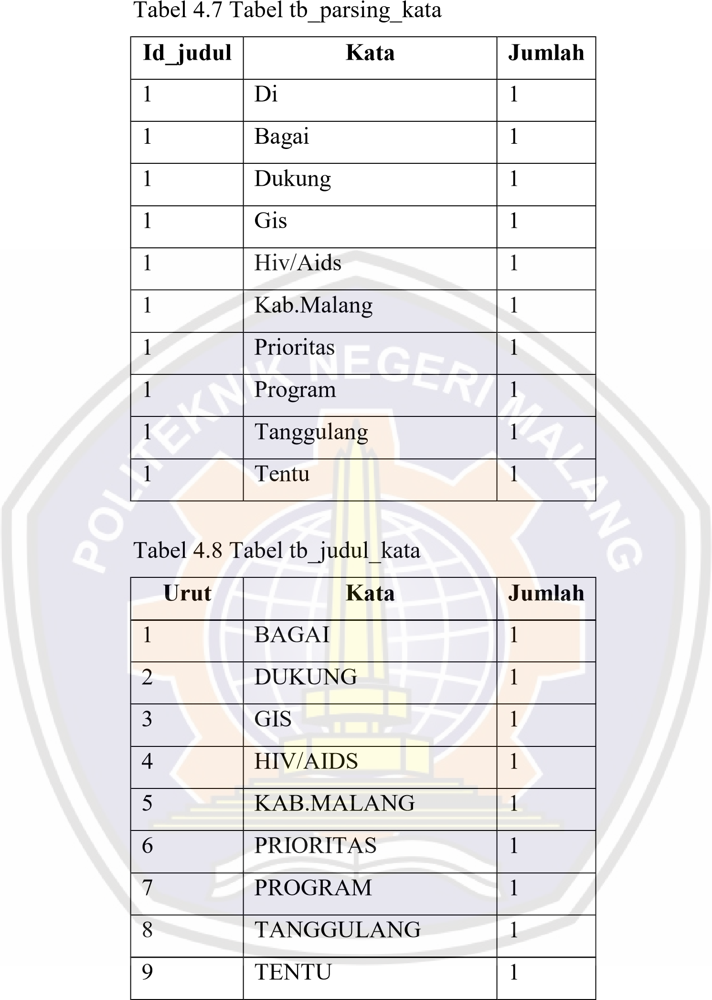 Tabel 4.7 Tabel tb_parsing_kata
Id_judul Kata Jumlah
1 Di 1
1 Bagai 1
1 Dukung 1
1 Gis 1
1 Hiv/Aids 1
1 Kab.Malang 1
1 Prioritas 1
1 Program 1
1 Tanggulang 1
1 Tentu 1
POLITEKNIK NEGERI MALANG
Tabel 4.8 Tabel tb_judul_kata
Urut Kata Jumlah
1 BAGAI 1
2 DUKUNG 1
3 GIS 1
4 HIV/AIDS 1
5 KAB.MALANG 1
6 PRIORITAS 1
7 PROGRAM 1
8 TANGGULANG 1
9 TENTU 1